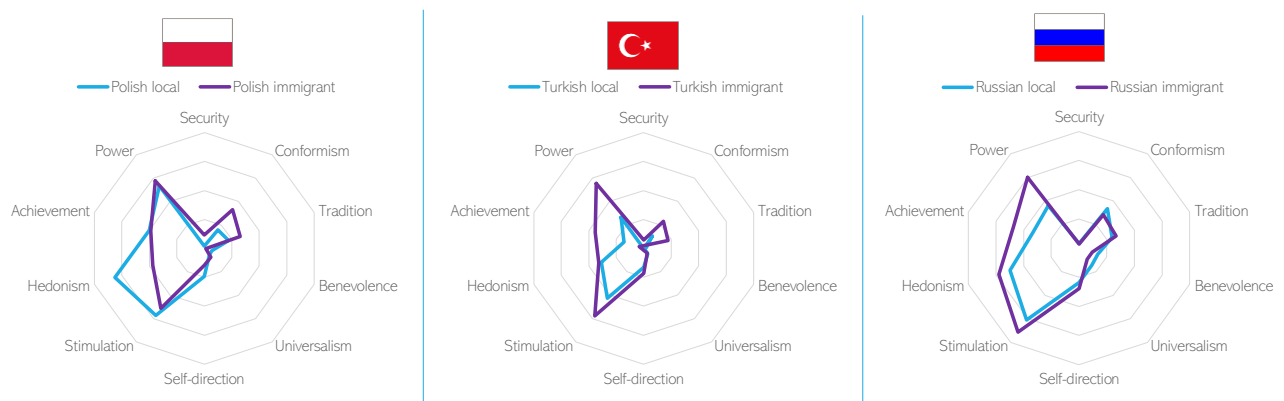 Polish local
Polish immigrant
Security
Conformism
Tradition
Benevolence
Universalism
Self-direction
Stimulation
Hedonism
Achievement
Power
Turkish local
Turkish immigrant
Security
Conformism
Tradition
Benevolence
Universalism
Self-direction
Stimulation
Hedonism
Achievement
Power
Russian local
Russian immigrant
Security
Conformism
Tradition
Benevolence
Universalism
Self-direction
Stimulation
Hedonism
Achievement
Power